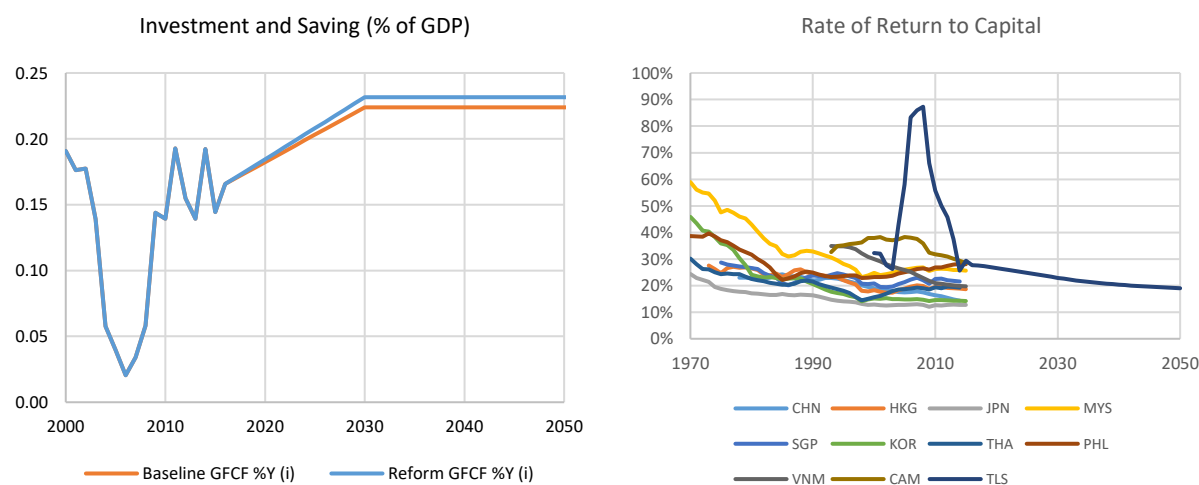 Investment and Saving (% of GDP)
0.25
0.20
0.15
0.10
0.05
0.00
2000 2010 2020 2030 2040 2050
Baseline GFCF %Y (i) Reform GFCF %Y (i)
Rate of Return to Capital
100%
90%
80%
70%
60%
50%
40%
30%
20%
10%
0%
1970 1990 2010 2030 2050
CHN HKG JPN MYS
SGP KOR THA PHL
VNM CAM TLS